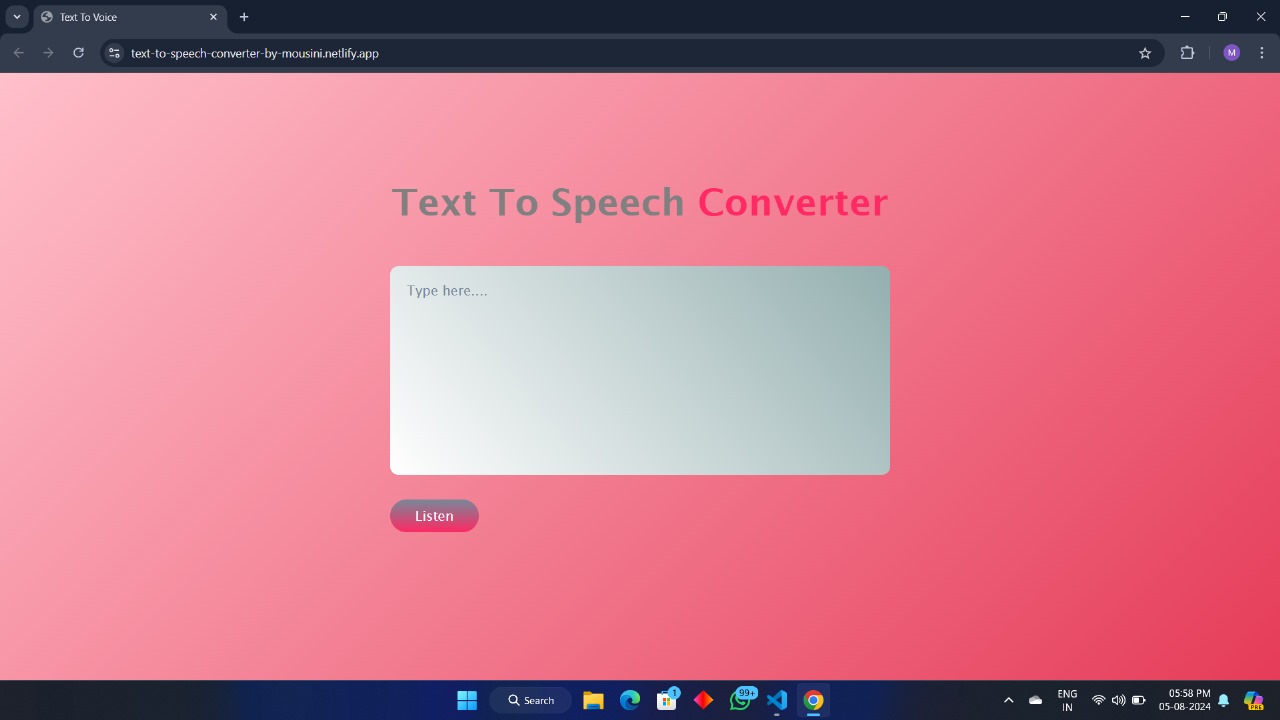 Text To Voice
text-to-speech-converter-by-mousini.netlify.app
M
Text To Speech Converter
Type here....
Listen
Search
1
99+
ENG
IN
05:58 PM
05-08-2024
PRE